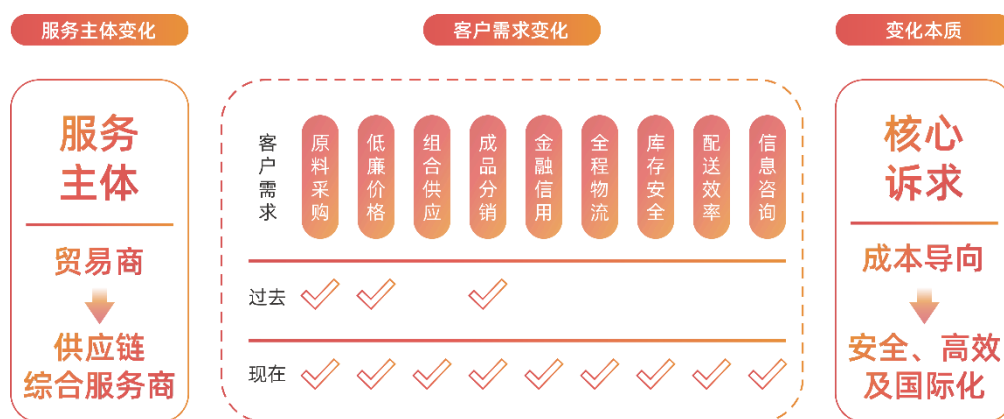 服务主体变化
客户需求变化
变化本质
服务
主体
贸易商
供应链
综合服务商
客户需求
原料采购
低廉价格
组合供应
成品分销
金融信用
全程物流
库存安全
配送效率
信息咨询
过去
现在
核心
诉求
成本导向
安全、高效
及国际化